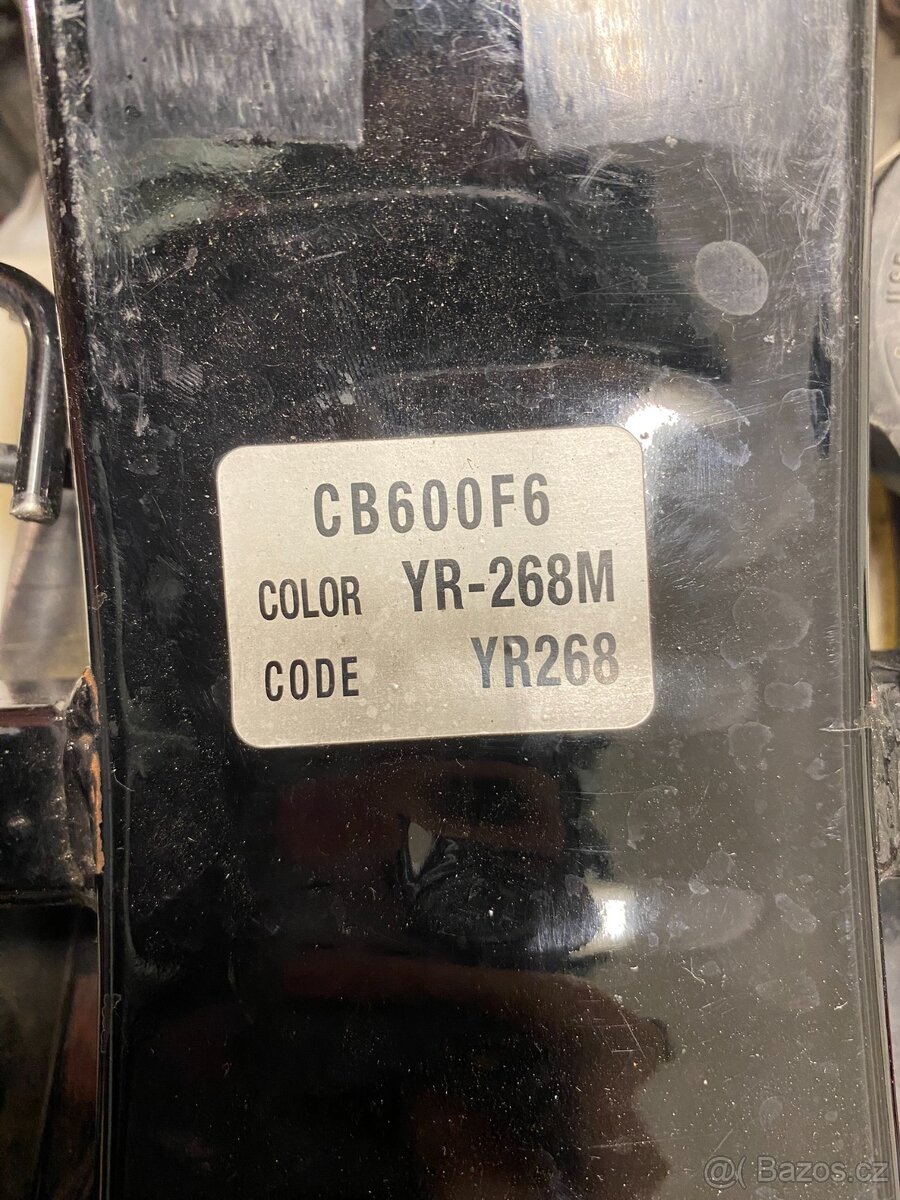 CB600F6
COLOR YR-268M
CODE YR268
@( Bazos.cz